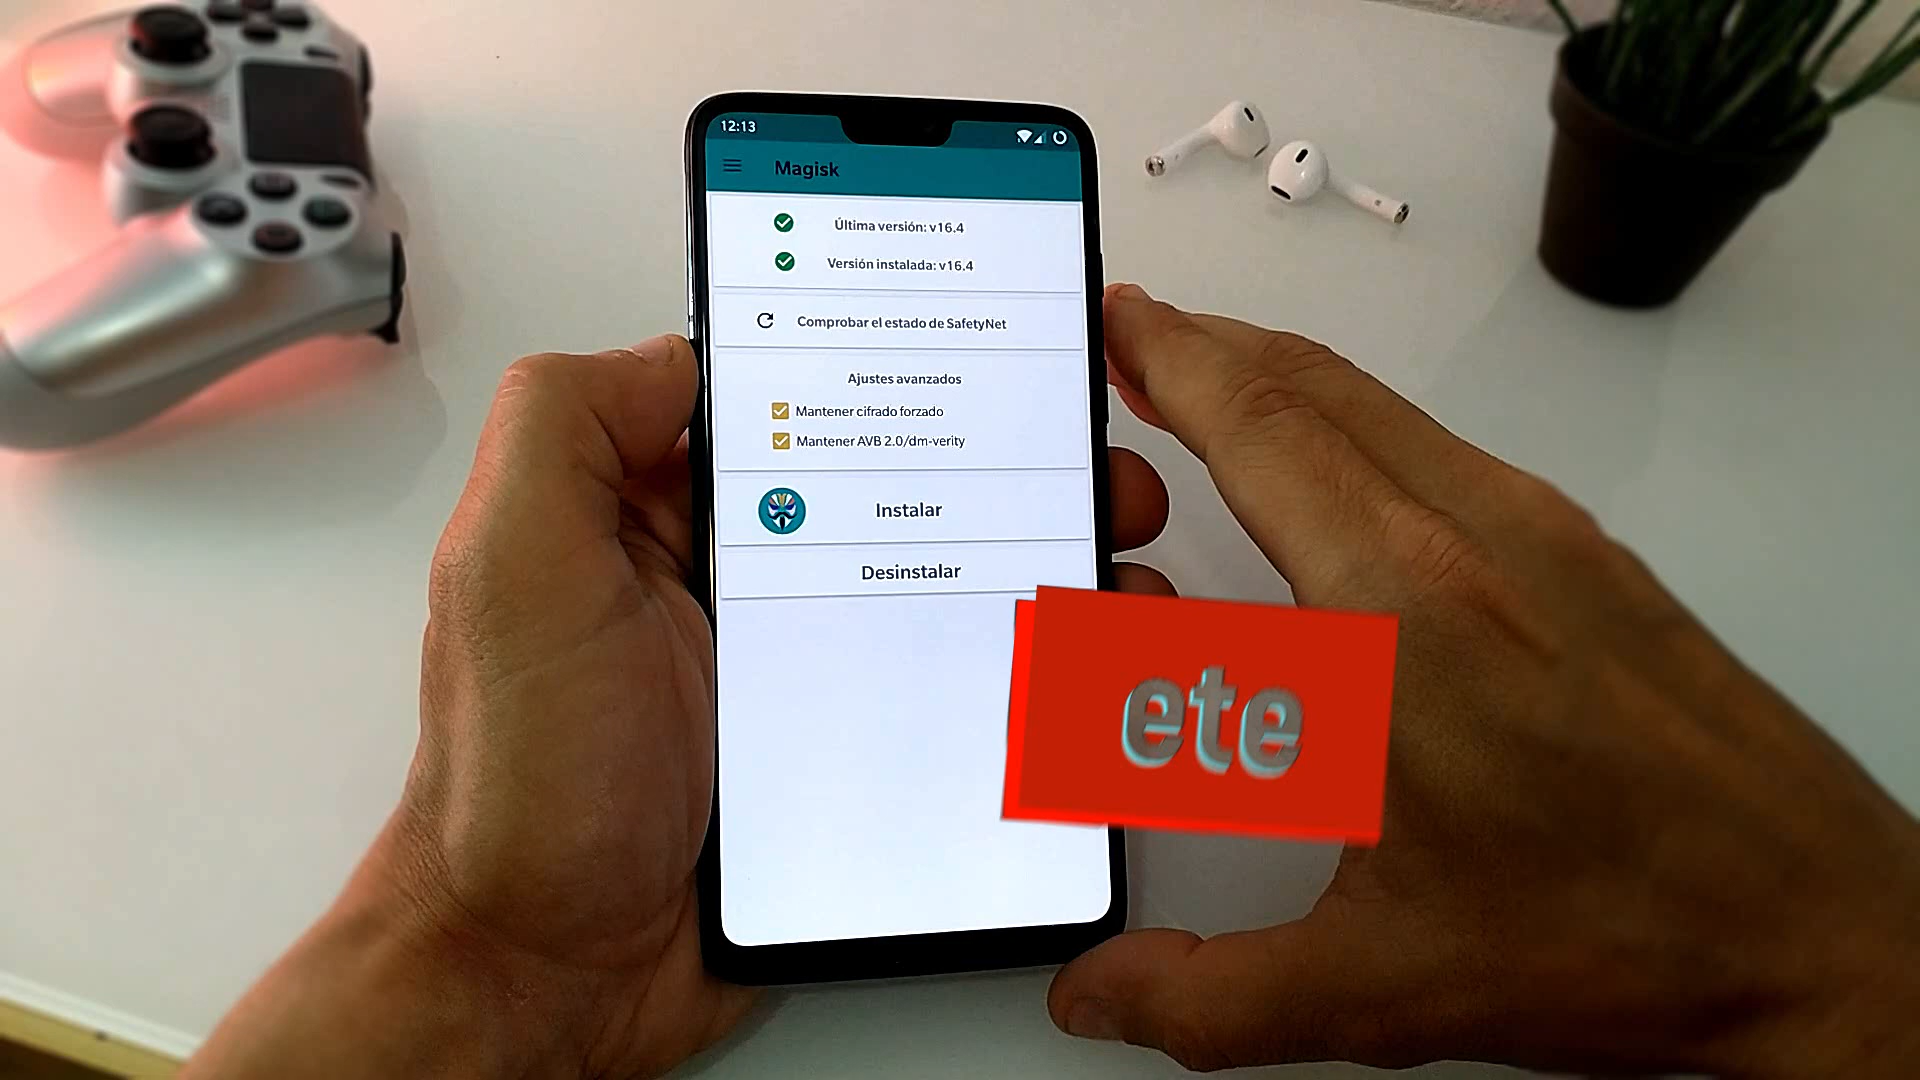 12:13
Magisk
Última versión: v16.4
Versión instalada: v16.4
Comprobar el estado de SafetyNet
Ajustes avanzados
Mantener cifrado forzado
Mantener AVB 2.0/dm-verity
Instalar
Desinstalar
ete